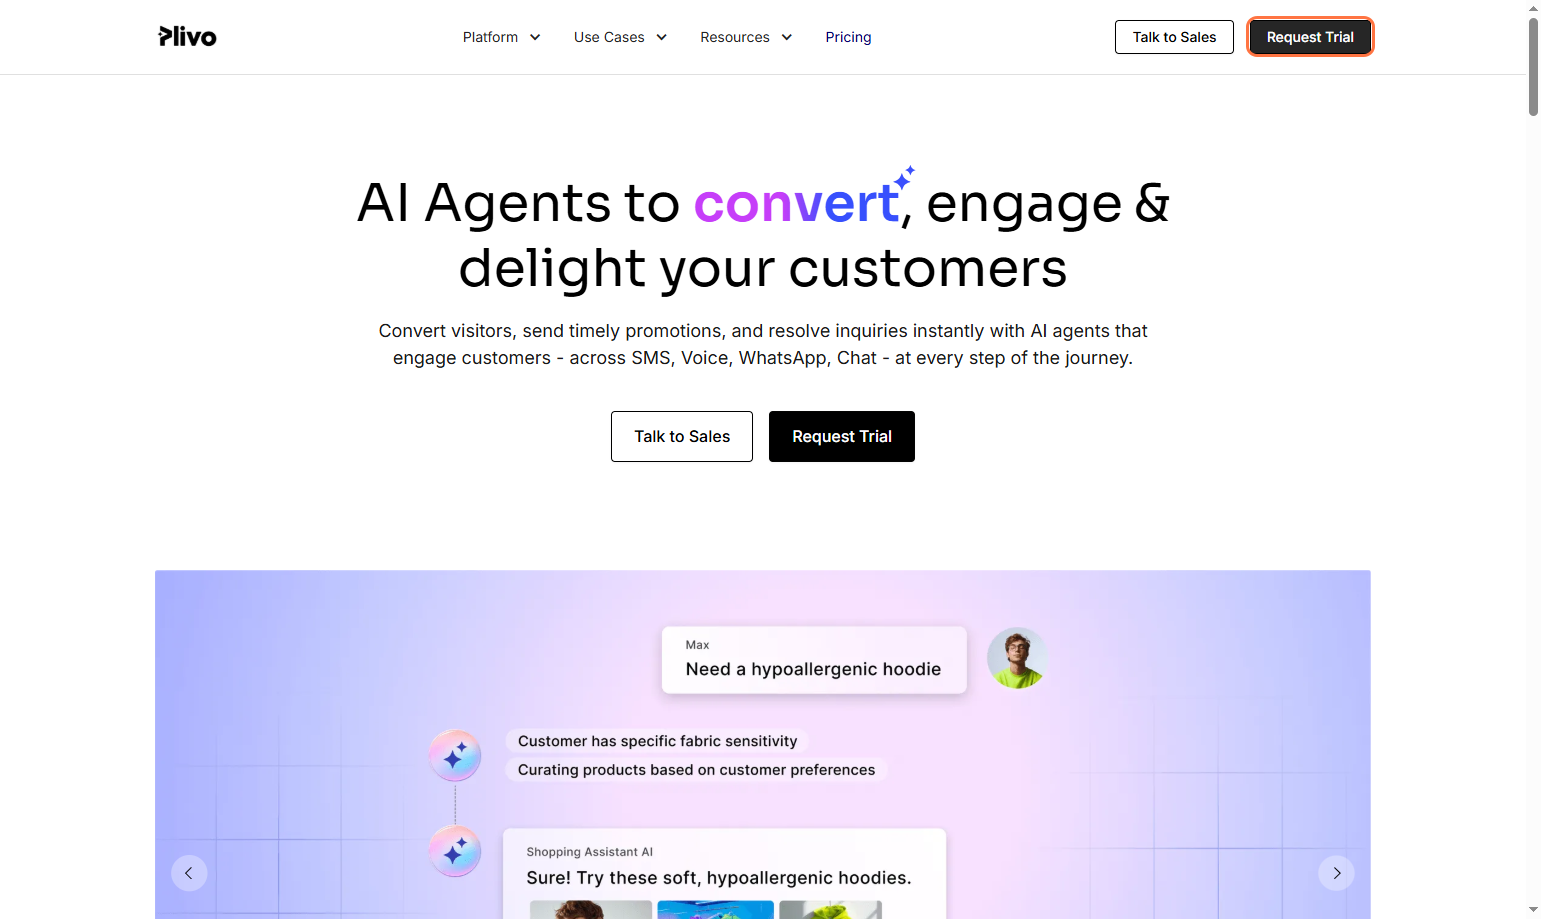 Plivo
Platform
Use Cases
Resources
Pricing
Talk to Sales
Request Trial
AI Agents to convert, engage &
delight your customers
Convert visitors, send timely promotions, and resolve inquiries instantly with AI agents that
engage customers - across SMS, Voice, WhatsApp, Chat - at every step of the journey.
Talk to Sales
Request Trial
Max
Need a hypoallergenic hoodie
Customer has specific fabric sensitivity
Curating products based on customer preferences
Shopping Assistant AI
Sure! Try these soft, hypoallergenic hoodies.